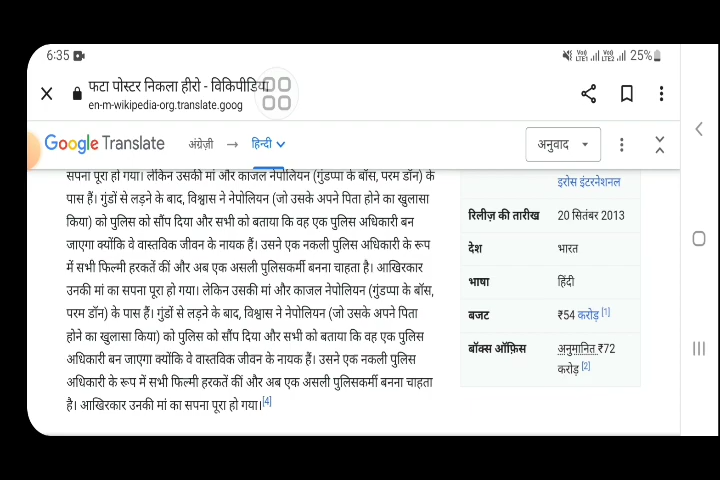 6:35
Vo) LTE1 Vo) LTE2 25%
फटा पोस्टर निकला हीरो - विकिपीडिया
en-m-wikipedia-org.translate.goog
Google Translate अंग्रेज़ी → हिन्दी अनुवाद
सपना पूरा हो गया। लेकिन उसकी मां और काजल नेपोलियन (गुंडप्पा के बॉस, परम डॉन) के
पास हैं। गुंडों से लड़ने के बाद, विश्वास ने नेपोलियन (जो उसके अपने पिता होने का खुलासा
किया) को पुलिस को सौंप दिया और सभी को बताया कि वह एक पुलिस अधिकारी बन
जाएगा क्योंकि वे वास्तविक जीवन के नायक हैं। उसने एक नकली पुलिस अधिकारी के रूप
में सभी फिल्मी हरकतें कीं और अब एक असली पुलिसकर्मी बनना चाहता है। आखिरकार
उनकी मां का सपना पूरा हो गया। लेकिन उसकी मां और काजल नेपोलियन (गुंडप्पा के बॉस,
परम डॉन) के पास हैं। गुंडों से लड़ने के बाद, विश्वास ने नेपोलियन (जो उसके अपने पिता
होने का खुलासा किया) को पुलिस को सौंप दिया और सभी को बताया कि वह एक पुलिस
अधिकारी बन जाएगा क्योंकि वे वास्तविक जीवन के नायक हैं। उसने एक नकली पुलिस
अधिकारी के रूप में सभी फिल्मी हरकतें कीं और अब एक असली पुलिसकर्मी बनना चाहता
है। आखिरकार उनकी मां का सपना पूरा हो गया।[4]
इरोस इंटरनेशनल
रिलीज़ की तारीख 20 सितंबर 2013
देश भारत
भाषा हिंदी
बजट ₹54 करोड़ [1]
बॉक्स ऑफ़िस अनुमानित ₹72
करोड़ [2]